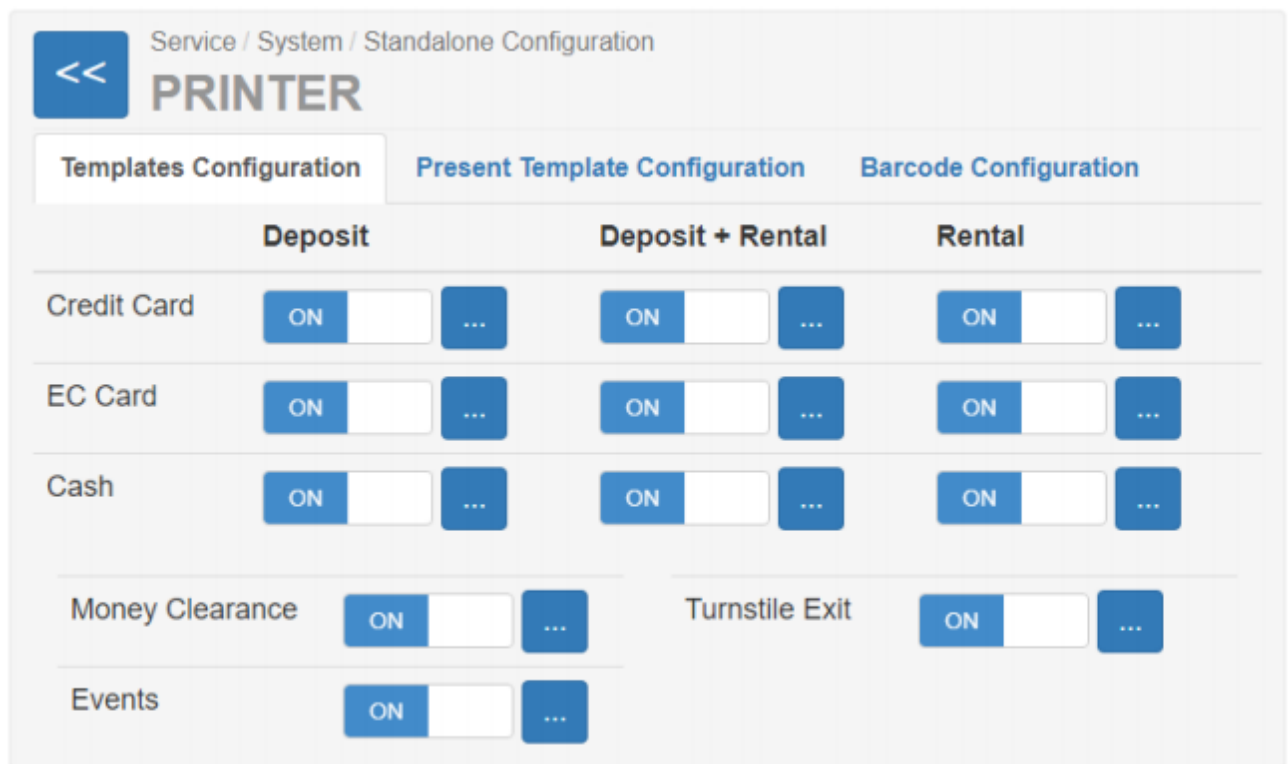 << Service / System / Standalone Configuration
PRINTER
Templates Configuration Present Template Configuration Barcode Configuration
Deposit Deposit + Rental Rental
Credit Card ON ... ON ... ON ...
EC Card ON ... ON ... ON ...
Cash ON ... ON ... ON ...
Money Clearance ON ... Turnstile Exit ON ...
Events ON ...